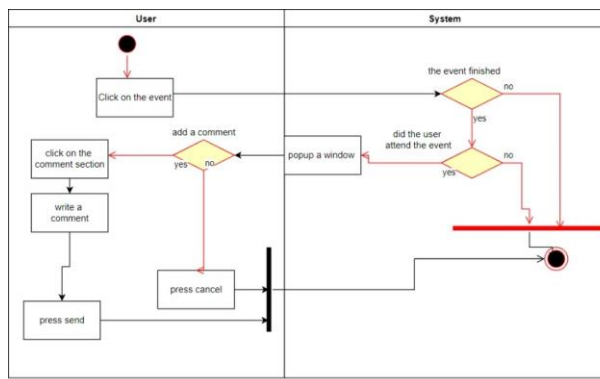 User
System
the event finished
no
Click on the event
yes
add a comment
did the user
attend the event
click on the
comment section
yes
no
popup a window
yes
no
write a
comment
press cancel
press send